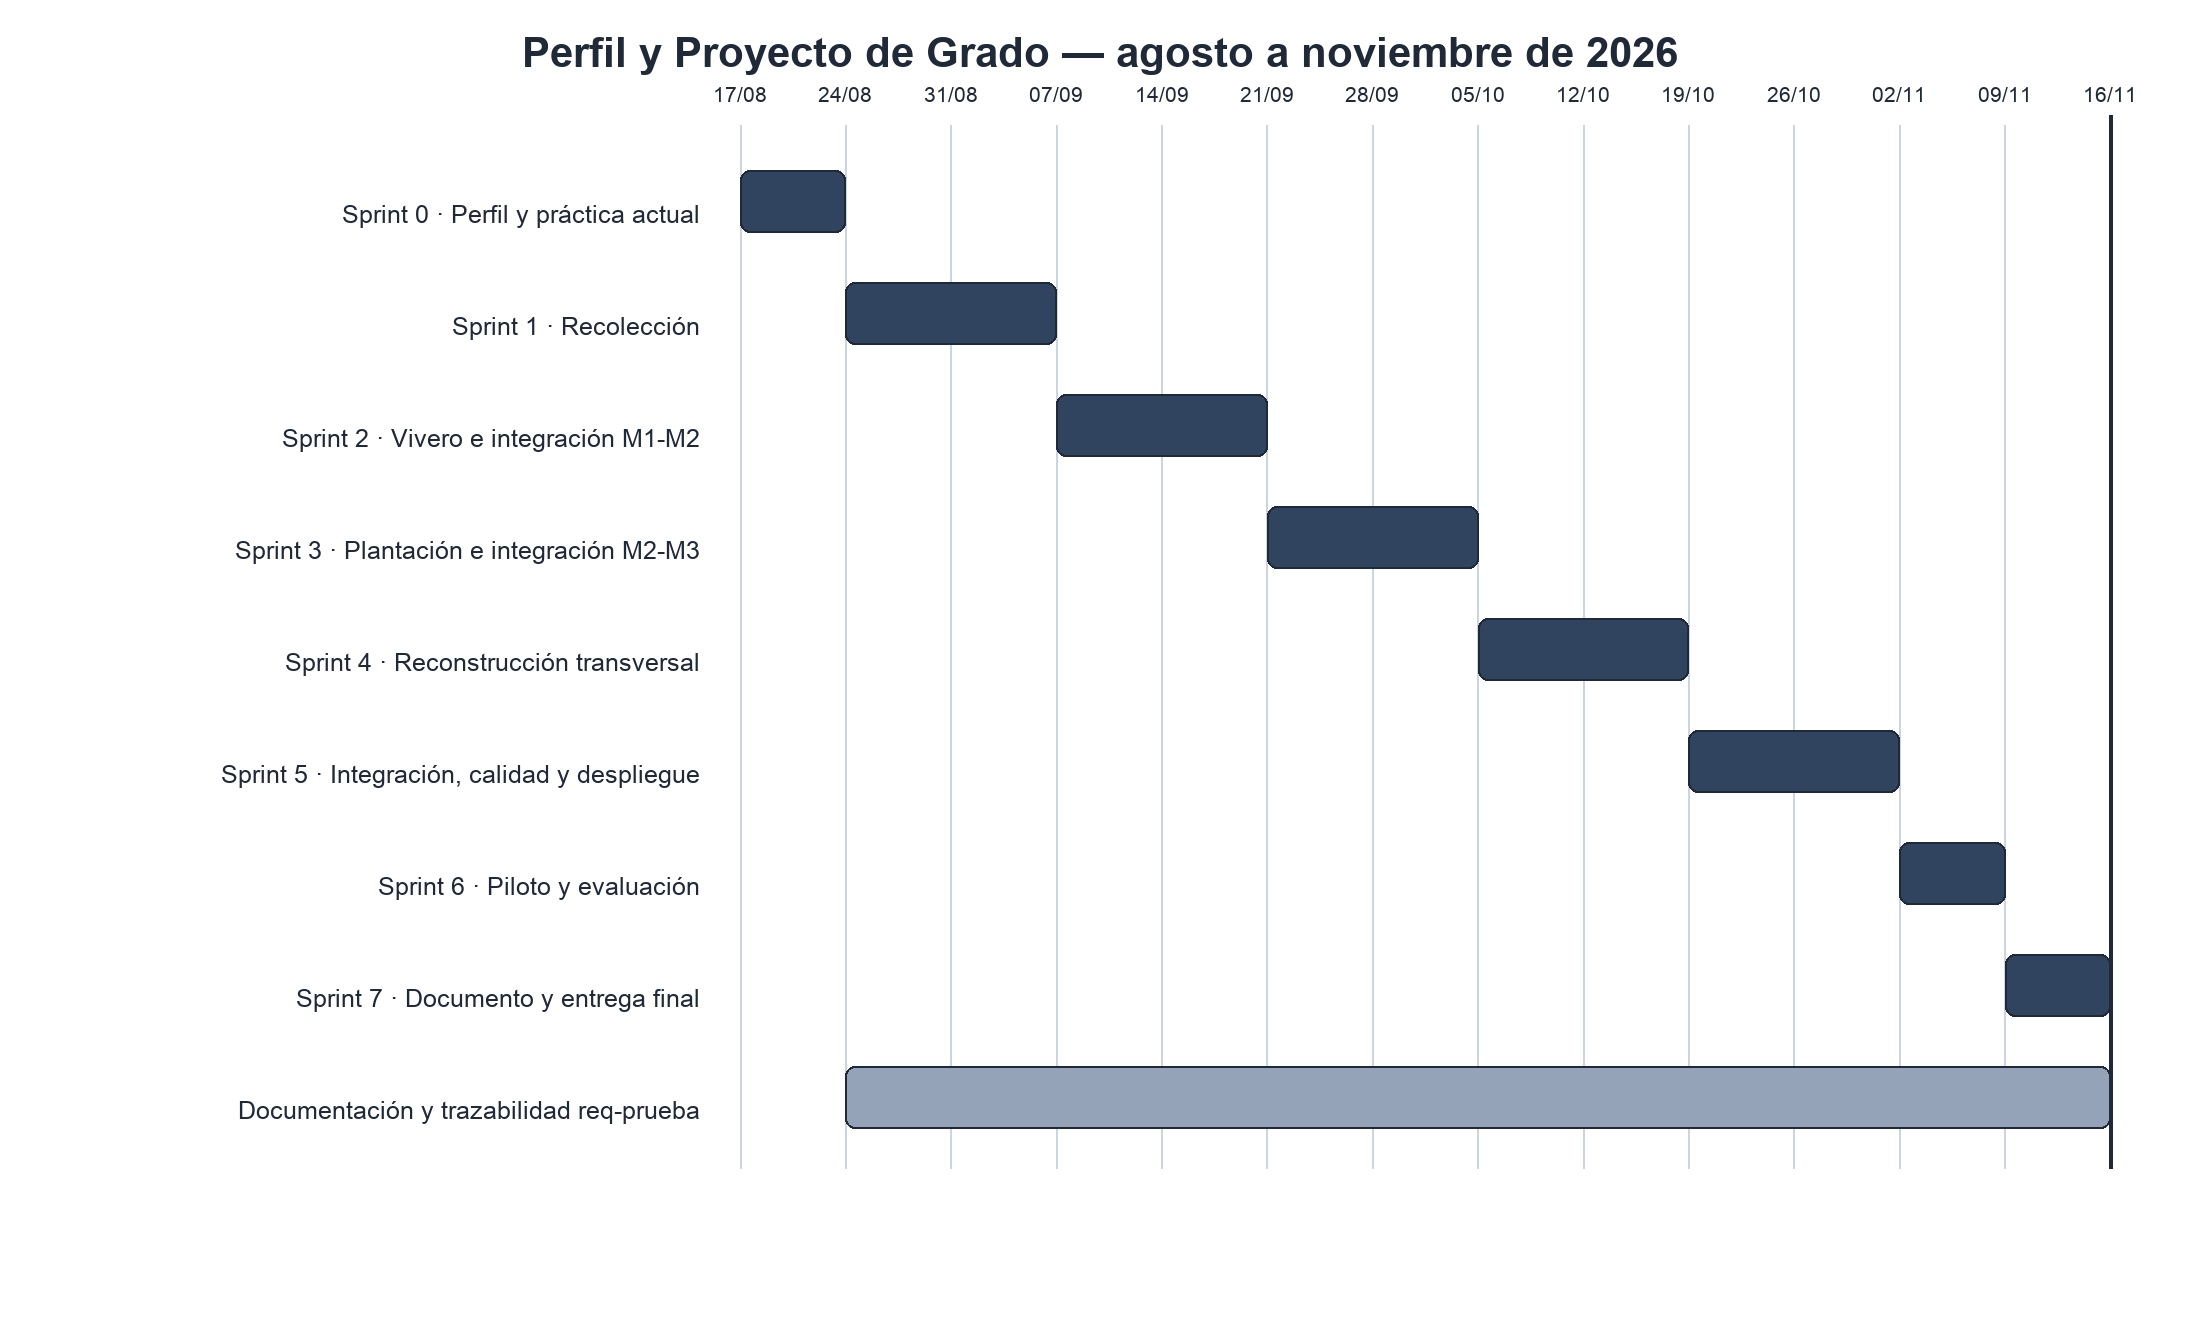 Perfil y Proyecto de Grado — agosto a noviembre de 2026
17/08 24/08 31/08 07/09 14/09 21/09 28/09 05/10 12/10 19/10 26/10 02/11 09/11 16/11
Sprint 0 · Perfil y práctica actual
Sprint 1 · Recolección
Sprint 2 · Vivero e integración M1-M2
Sprint 3 · Plantación e integración M2-M3
Sprint 4 · Reconstrucción transversal
Sprint 5 · Integración, calidad y despliegue
Sprint 6 · Piloto y evaluación
Sprint 7 · Documento y entrega final
Documentación y trazabilidad req-prueba